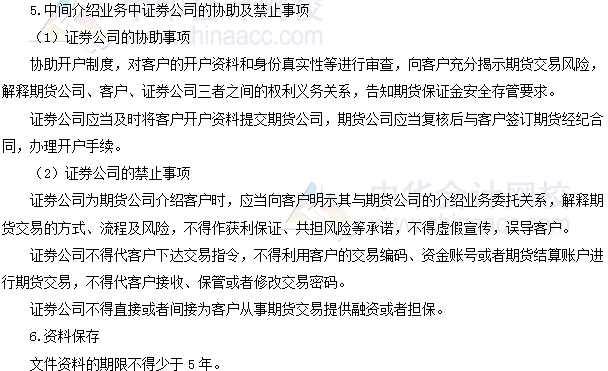 5.中间介绍业务中证券公司的协助及禁止事项
（1）证券公司的协助事项
协助开户制度，对客户的开户资料和身份真实性等进行审查，向客户充分揭示期货交易风险，
解释期货公司、客户、证券公司三者之间的权利义务关系，告知期货保证金安全存管要求。
证券公司应当及时将客户开户资料提交期货公司，期货公司应当复核后与客户签订期货经纪合
同，办理开户手续。
（2）证券公司的禁止事项
证券公司为期货公司介绍客户时，应当向客户明示其与期货公司的介绍业务委托关系，解释期
货交易的方式、流程及风险，不得作获利保证、共担风险等承诺，不得虚假宣传，误导客户。
证券公司不得代客户下达交易指令，不得利用客户的交易编码、资金账号或者期货结算账户进
行期货交易，不得代客户接收、保管或者修改交易密码。
证券公司不得直接或者间接为客户从事期货交易提供融资或者担保。
6.资料保存
文件资料的期限不得少于 5 年。